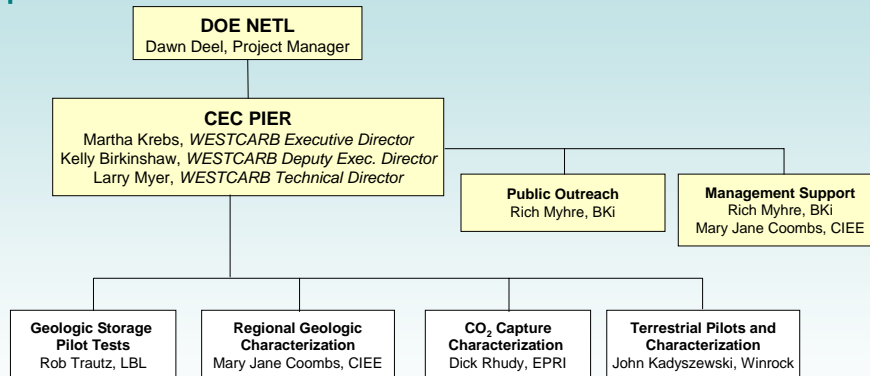 DOE NETL
Dawn Deel, Project Manager
CEC PIER
Martha Krebs, WESTCARB Executive Director
Kelly Birkinshaw, WESTCARB Deputy Exec. Director
Larry Myer, WESTCARB Technical Director
Public Outreach
Rich Myhre, BKi
Management Support
Rich Myhre, BKi
Mary Jane Coombs, CIEE
Geologic Storage
Pilot Tests
Rob Trautz, LBL
Regional Geologic
Characterization
Mary Jane Coombs, CIEE
CO2 Capture
Characterization
Dick Rhudy, EPRI
Terrestrial Pilots and
Characterization
John Kadyszewski, Winrock